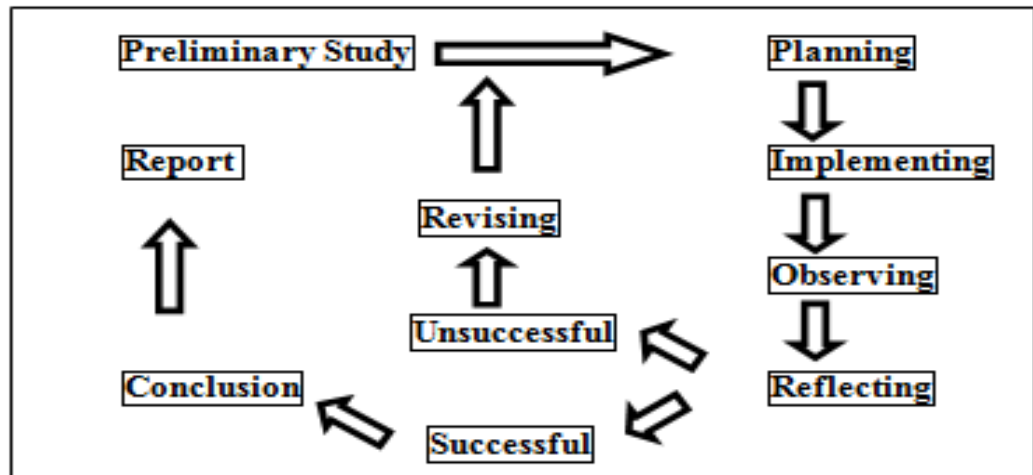 Preliminary Study
Planning
Report
Implementing
Revising
Observing
Unsuccessful
Conclusion
Reflecting
Successful